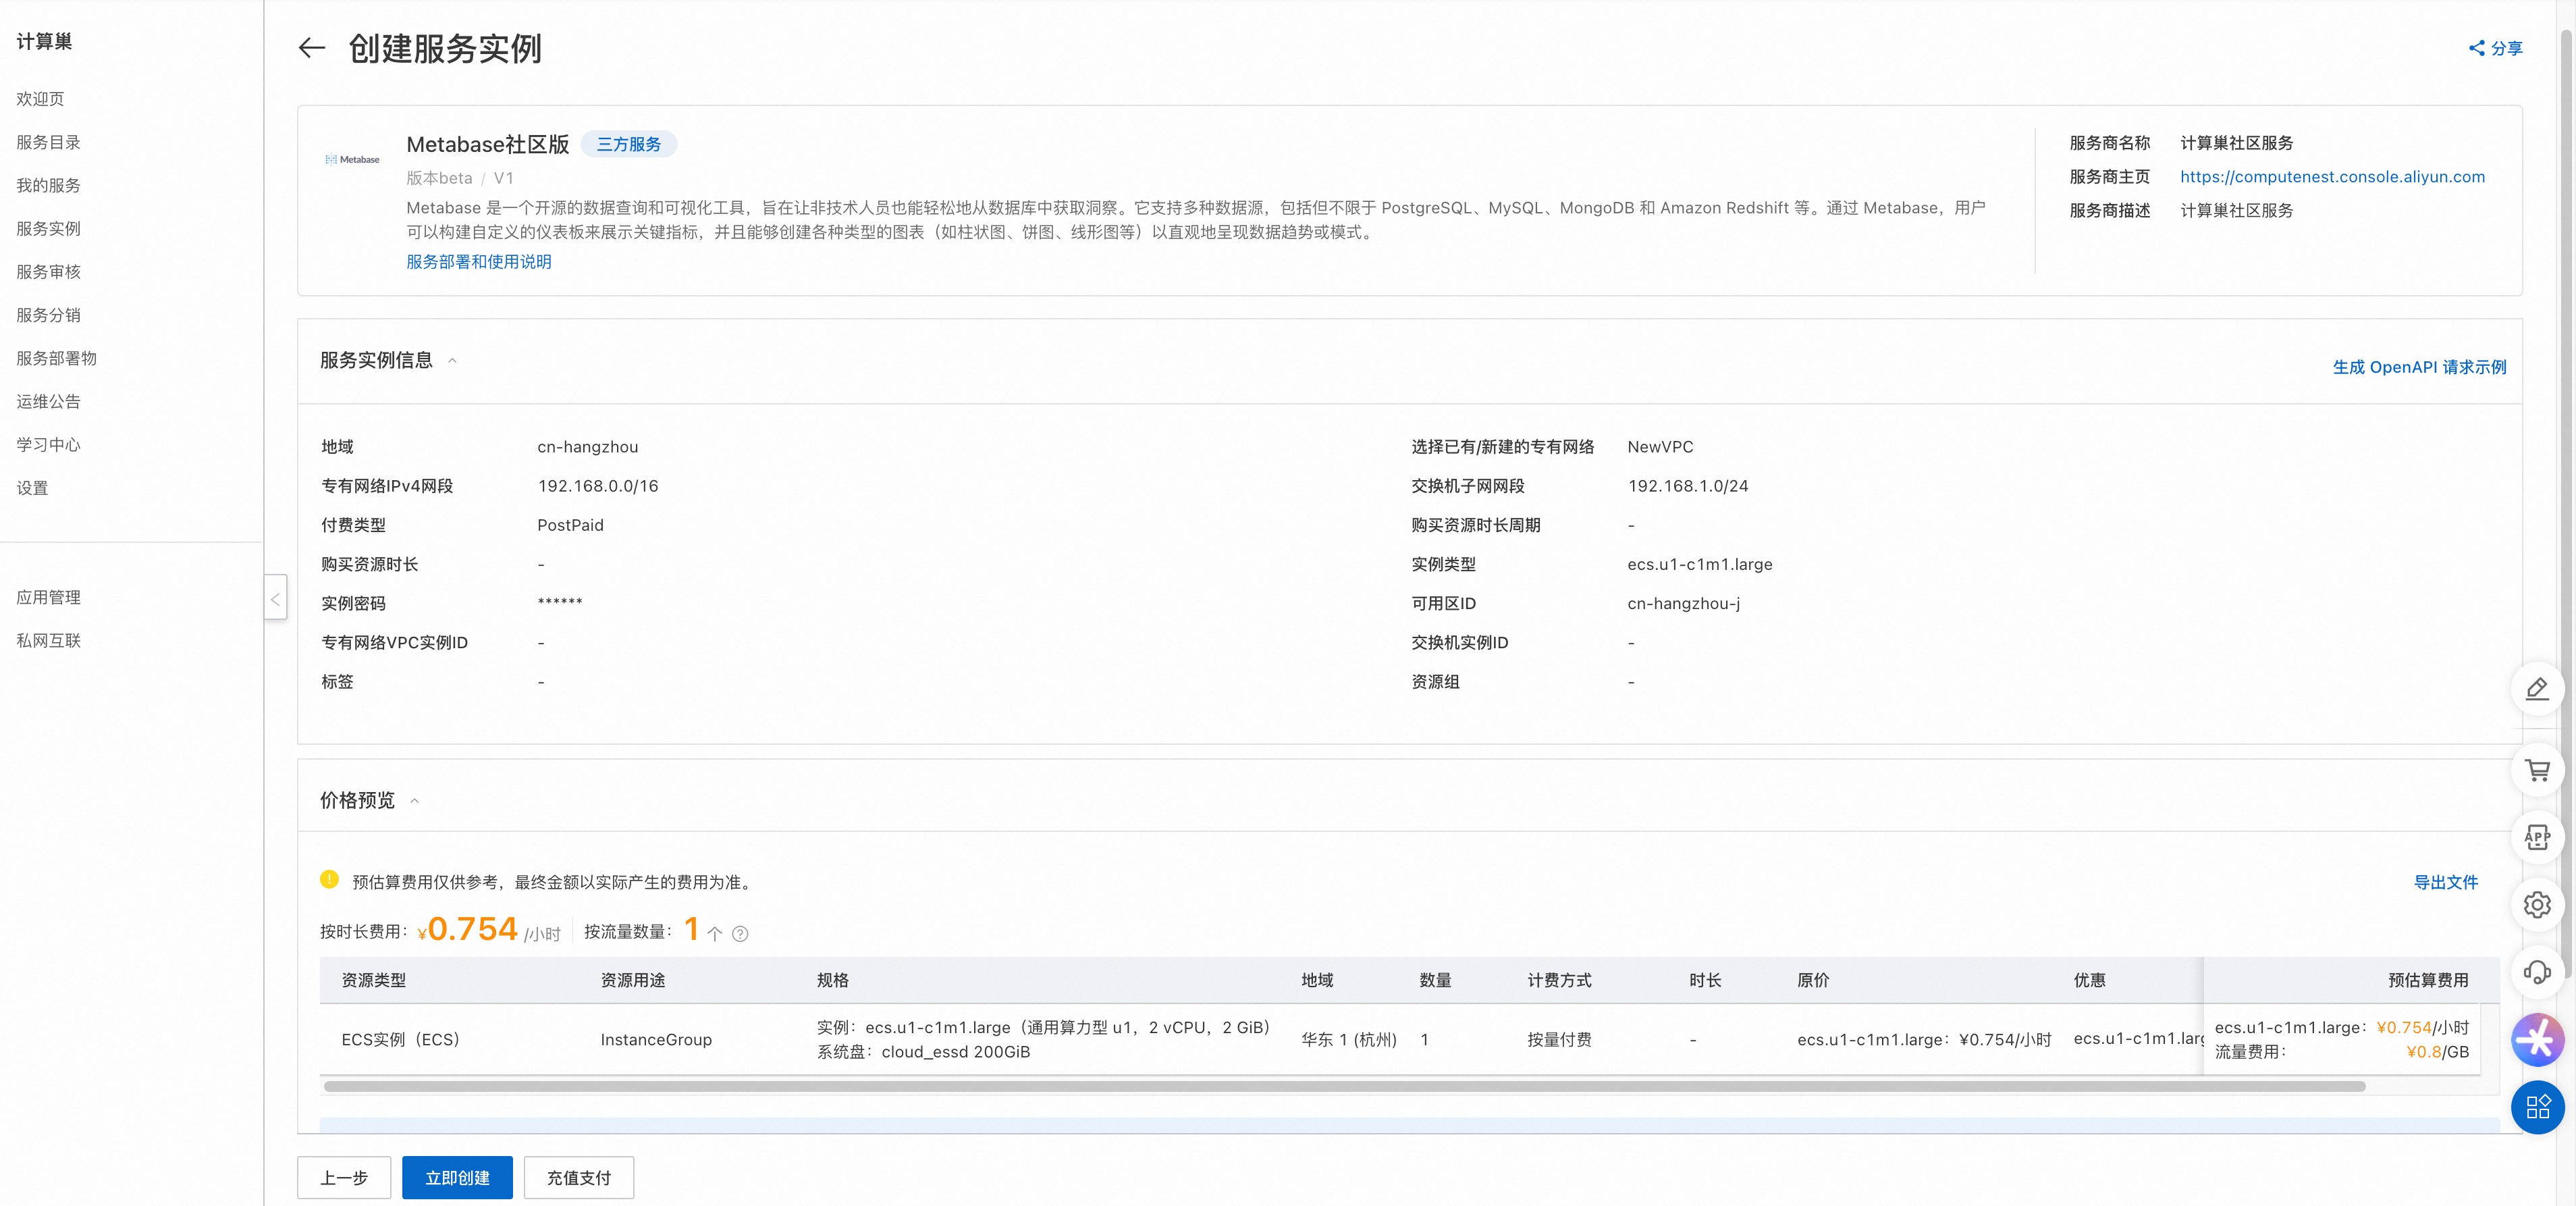 计算巢
欢迎页
服务目录
我的服务
服务实例
服务审核
服务分销
服务部署物
运维公告
学习中心
设置
应用管理
私网互联
创建服务实例
分享
Metabase
Metabase社区版 三方服务
版本beta / V1
Metabase 是一个开源的数据查询和可视化工具，旨在让非技术人员也能轻松地从数据库中获取洞察。它支持多种数据源，包括但不限于 PostgreSQL、MySQL、MongoDB 和 Amazon Redshift 等。通过 Metabase，用户
可以构建自定义的仪表板来展示关键指标，并且能够创建各种类型的图表（如柱状图、饼图、线形图等）以直观地呈现数据趋势或模式。
服务部署和使用说明
服务商名称 计算巢社区服务
服务商主页 https://computenest.console.aliyun.com
服务商描述 计算巢社区服务
服务实例信息
生成 OpenAPI 请求示例
地域 cn-hangzhou 选择已有/新建的专有网络 NewVPC
专有网络IPv4网段 192.168.0.0/16 交换机子网网段 192.168.1.0/24
付费类型 PostPaid 购买资源时长周期 -
购买资源时长 - 实例类型 ecs.u1-c1m1.large
实例密码 ****** 可用区ID cn-hangzhou-j
专有网络VPC实例ID - 交换机实例ID -
标签 - 资源组 -
价格预览
预估算费用仅供参考，最终金额以实际产生的费用为准。 导出文件
按时长费用：¥0.754 /小时 按流量数量：1 个
资源类型 资源用途 规格 地域 数量 计费方式 时长 原价 优惠 预估算费用
ECS实例（ECS） InstanceGroup 实例：ecs.u1-c1m1.large（通用算力型 u1，2 vCPU，2 GiB） 华东 1 (杭州) 1 按量付费 - ecs.u1-c1m1.large：¥0.754/小时 ecs.u1-c1m1.larg ecs.u1-c1m1.large：¥0.754/小时
系统盘：cloud_essd 200GiB 流量费用：¥0.8/GB
APP
上一步 立即创建 充值支付